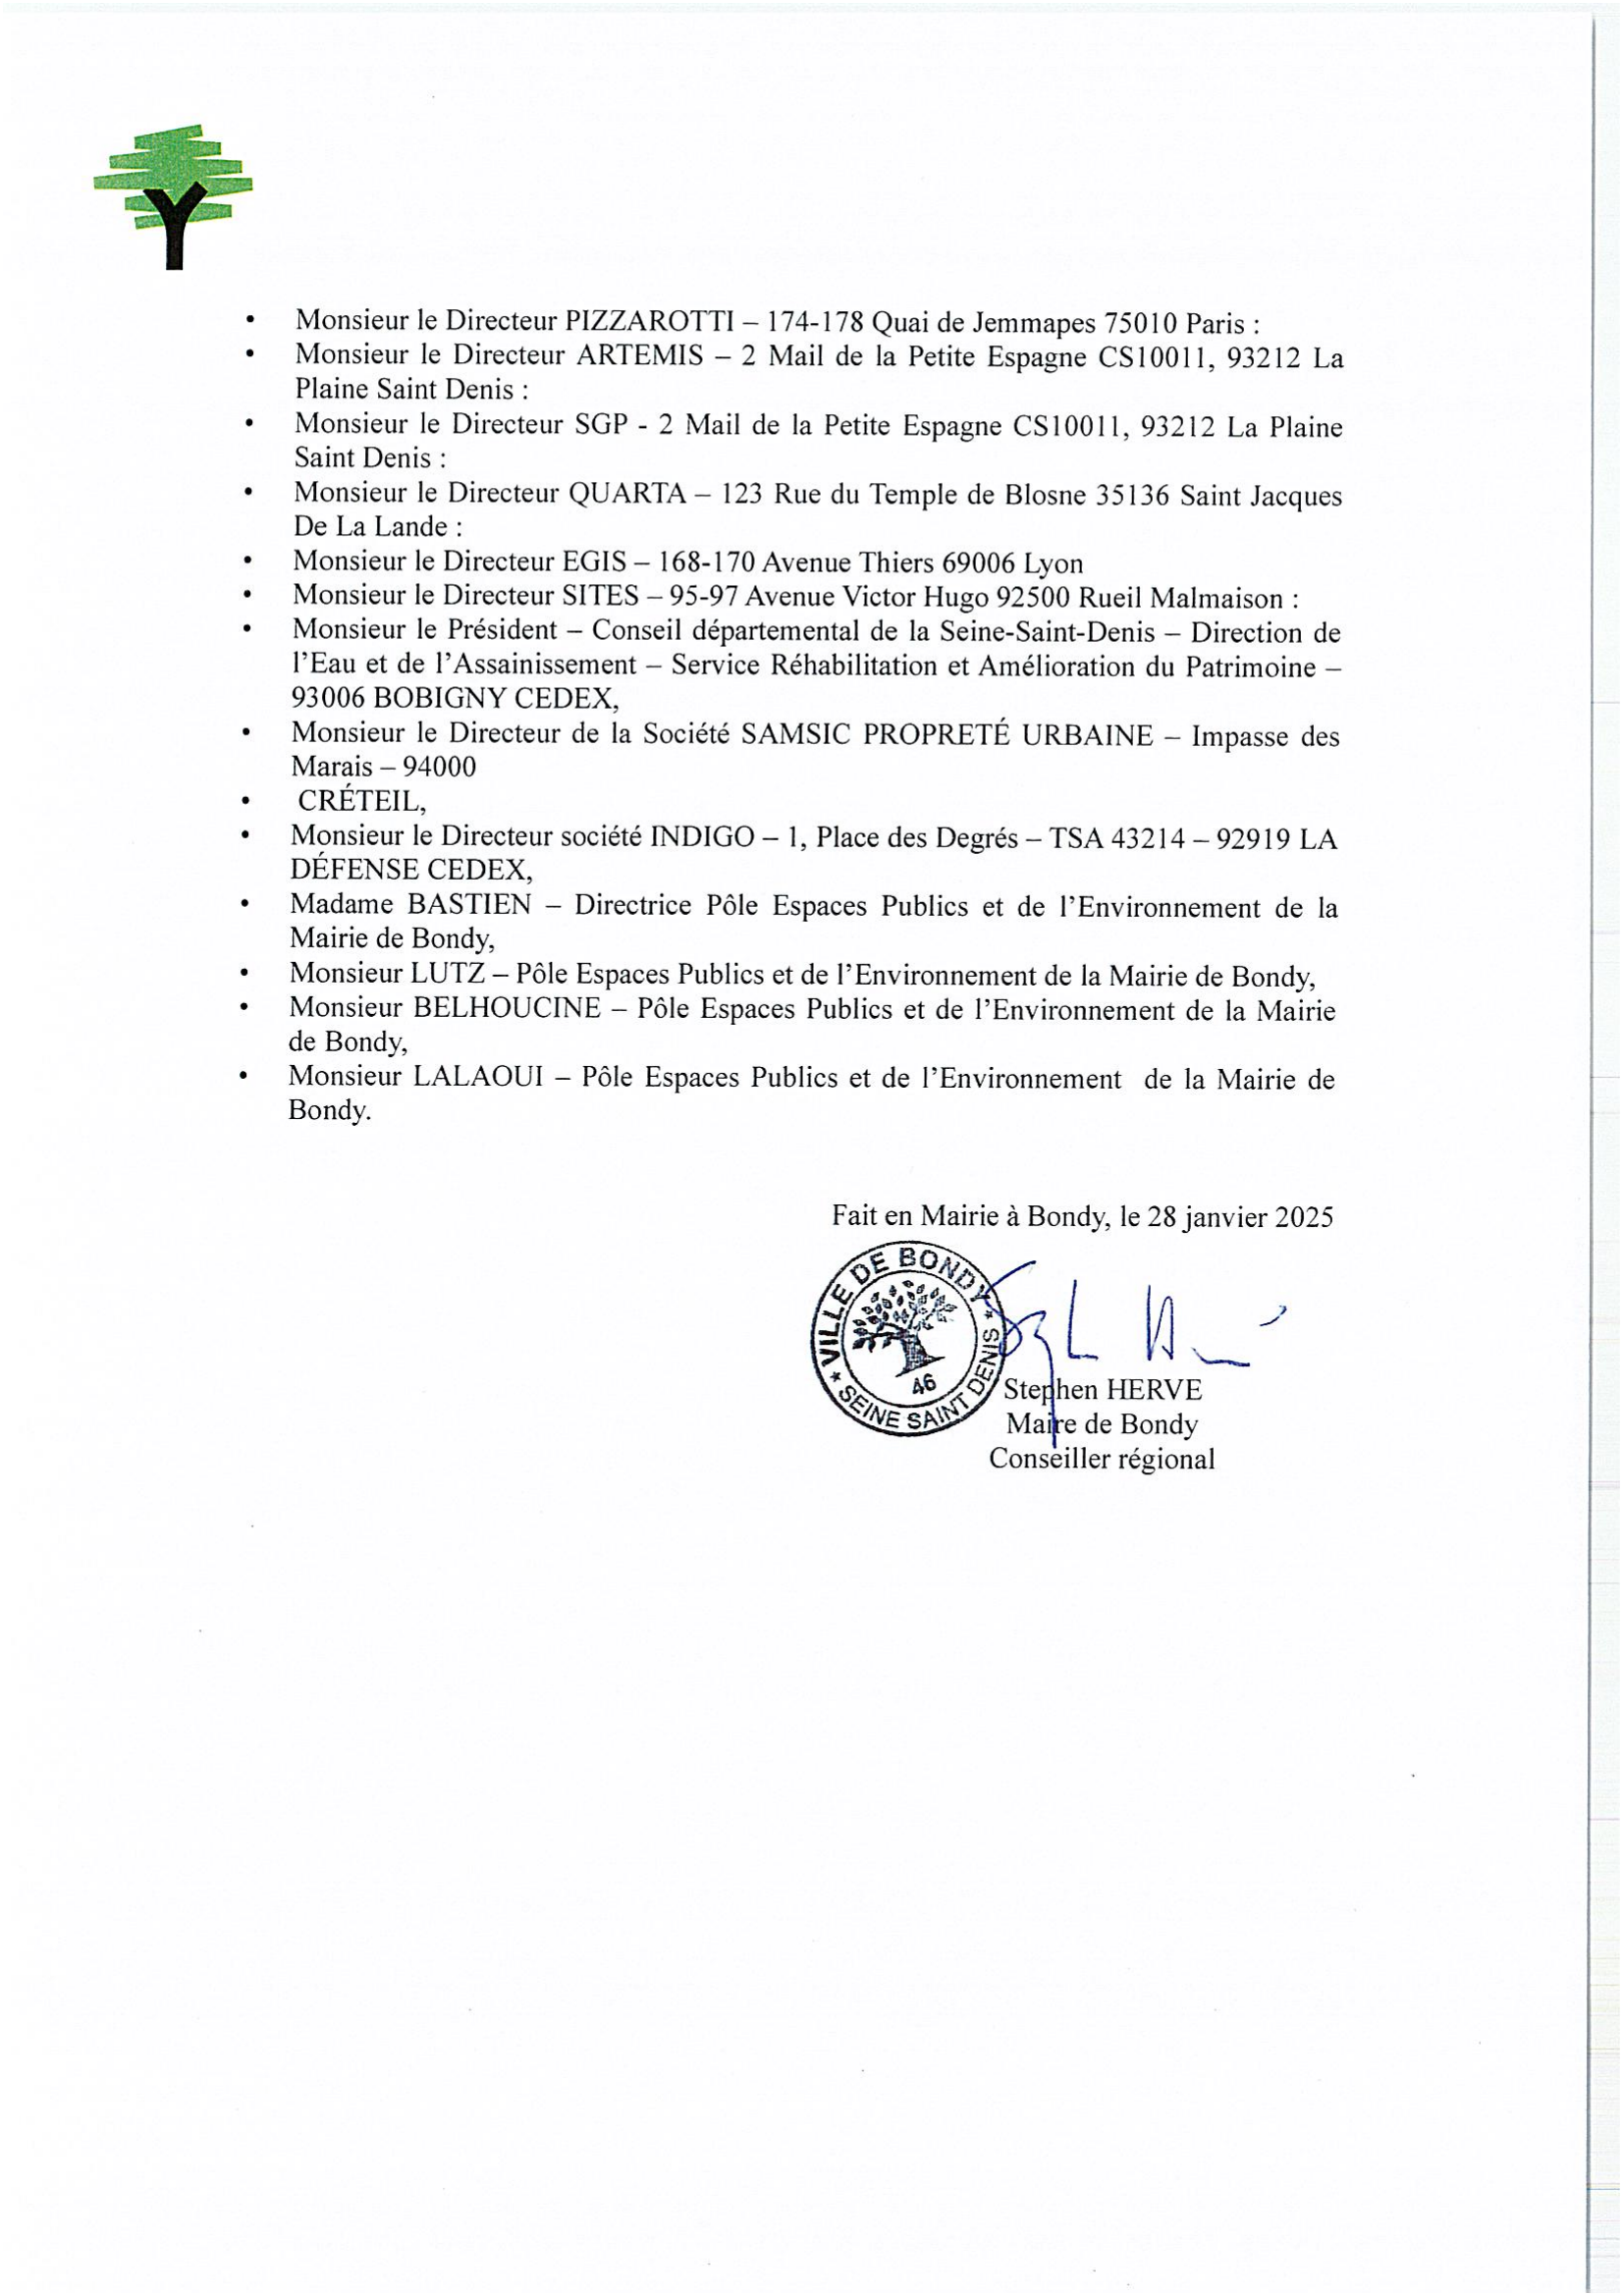 • Monsieur le Directeur PIZZAROTTI – 174-178 Quai de Jemmapes 75010 Paris :
• Monsieur le Directeur ARTEMIS – 2 Mail de la Petite Espagne CS10011, 93212 La
Plaine Saint Denis :
• Monsieur le Directeur SGP - 2 Mail de la Petite Espagne CS10011, 93212 La Plaine
Saint Denis :
• Monsieur le Directeur QUARTA – 123 Rue du Temple de Blosne 35136 Saint Jacques
De La Lande :
• Monsieur le Directeur EGIS – 168-170 Avenue Thiers 69006 Lyon
• Monsieur le Directeur SITES – 95-97 Avenue Victor Hugo 92500 Rueil Malmaison :
• Monsieur le Président – Conseil départemental de la Seine-Saint-Denis – Direction de
l’Eau et de l’Assainissement – Service Réhabilitation et Amélioration du Patrimoine –
93006 BOBIGNY CEDEX,
• Monsieur le Directeur de la Société SAMSIC PROPRETÉ URBAINE – Impasse des
Marais – 94000
• CRÉTEIL,
• Monsieur le Directeur société INDIGO – 1, Place des Degrés – TSA 43214 – 92919 LA
DÉFENSE CEDEX,
• Madame BASTIEN – Directrice Pôle Espaces Publics et de l’Environnement de la
Mairie de Bondy,
• Monsieur LUTZ – Pôle Espaces Publics et de l’Environnement de la Mairie de Bondy,
• Monsieur BELHOUCINE – Pôle Espaces Publics et de l’Environnement de la Mairie
de Bondy,
• Monsieur LALAOUI – Pôle Espaces Publics et de l’Environnement de la Mairie de
Bondy.
Fait en Mairie à Bondy, le 28 janvier 2025
* VILLE DE BONDY *
SEINE SAINT DENIS
46
Stephen HERVE
Maire de Bondy
Conseiller régional